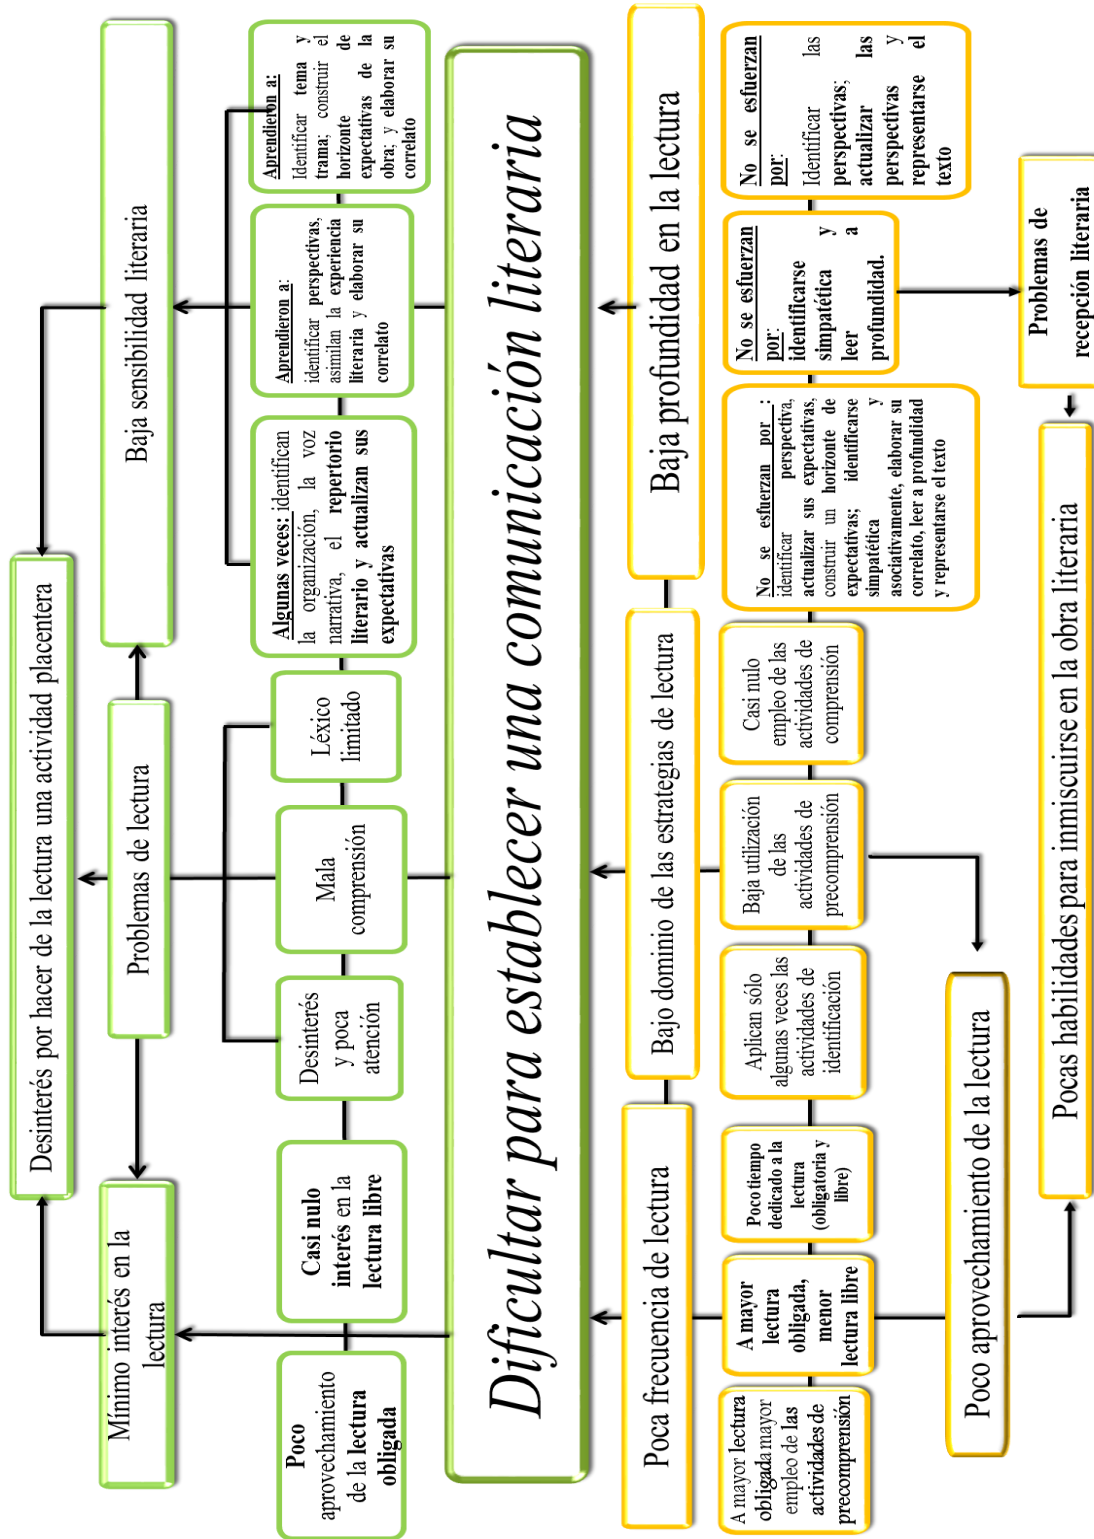 Desinterés por hacer de la lectura una actividad placentera
Mínimo interés en la
lectura
Problemas de lectura
Baja sensibilidad literaria
Poco
aprovechamiento
de la lectura
obligada
Casi nulo
interés en la
lectura libre
Desinterés
y poca
atención
Mala
comprensión
Léxico
limitado
Algunas veces: identifican
la organización, la voz
narrativa, el repertorio
literario y actualizan sus
expectativas
Aprendieron a:
identificar perspectivas,
asimilan la experiencia
literaria y elaborar su
correlato
Aprendieron a:
Identificar tema y
trama; construir el
horizonte de
expectativas de la
obra; y elaborar su
correlato
Dificultar para establecer una comunicación literaria
Poca frecuencia de lectura
Bajo dominio de las estrategias de lectura
Baja profundidad en la lectura
A mayor lectura
obligada mayor
empleo de las
actividades de
precomprensión
A mayor
lectura
obligada,
menor
lectura libre
Poco tiempo
dedicado a la
lectura
(obligatoria y
libre)
Aplican sólo
algunas veces las
actividades de
identificación
Baja utilización
de las
actividades de
precomprensión
Casi nulo
empleo de las
actividades de
comprensión
No se esfuerzan por :
identificar perspectiva,
actualizar sus expectativas,
construir un horizonte de
expectativas; identificarse
simpatética y
asociativamente, elaborar su
correlato, leer a profundidad
y representarse el texto
No se esfuerzan
por:
identificarse
simpatética y
leer a
profundidad.
No se esfuerzan
por:
Identificar las
perspectivas;
actualizar las
perspectivas y
representarse el
texto
Poco aprovechamiento de la lectura
Problemas de
recepción literaria
Pocas habilidades para inmiscuirse en la obra literaria